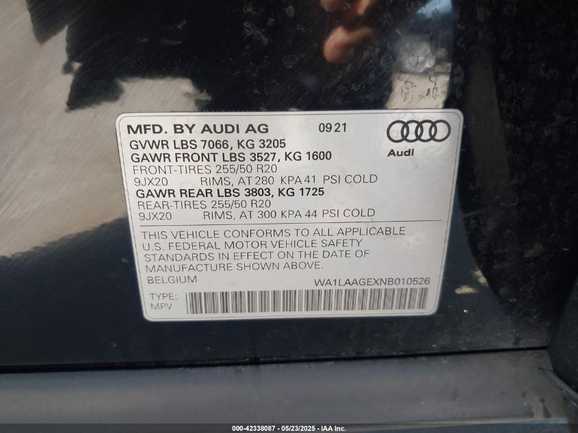 MFD. BY AUDI AG 09 21
GVWR LBS 7066, KG 3205
GAWR FRONT LBS 3527, KG 1600
FRONT-TIRES 255/50 R20
9JX20 RIMS, AT 280 KPA 41 PSI COLD
GAWR REAR LBS 3803, KG 1725
REAR-TIRES 255/50 R20
9JX20 RIMS, AT 300 KPA 44 PSI COLD
Audi
THIS VEHICLE CONFORMS TO ALL APPLICABLE
U.S. FEDERAL MOTOR VEHICLE SAFETY
STANDARDS IN EFFECT ON THE DATE OF
MANUFACTURE SHOWN ABOVE.
BELGIUM WA1LAAGEXNB010526
TYPE:
MPV
000-42338087 - 05/23/2025 - IAA Inc.